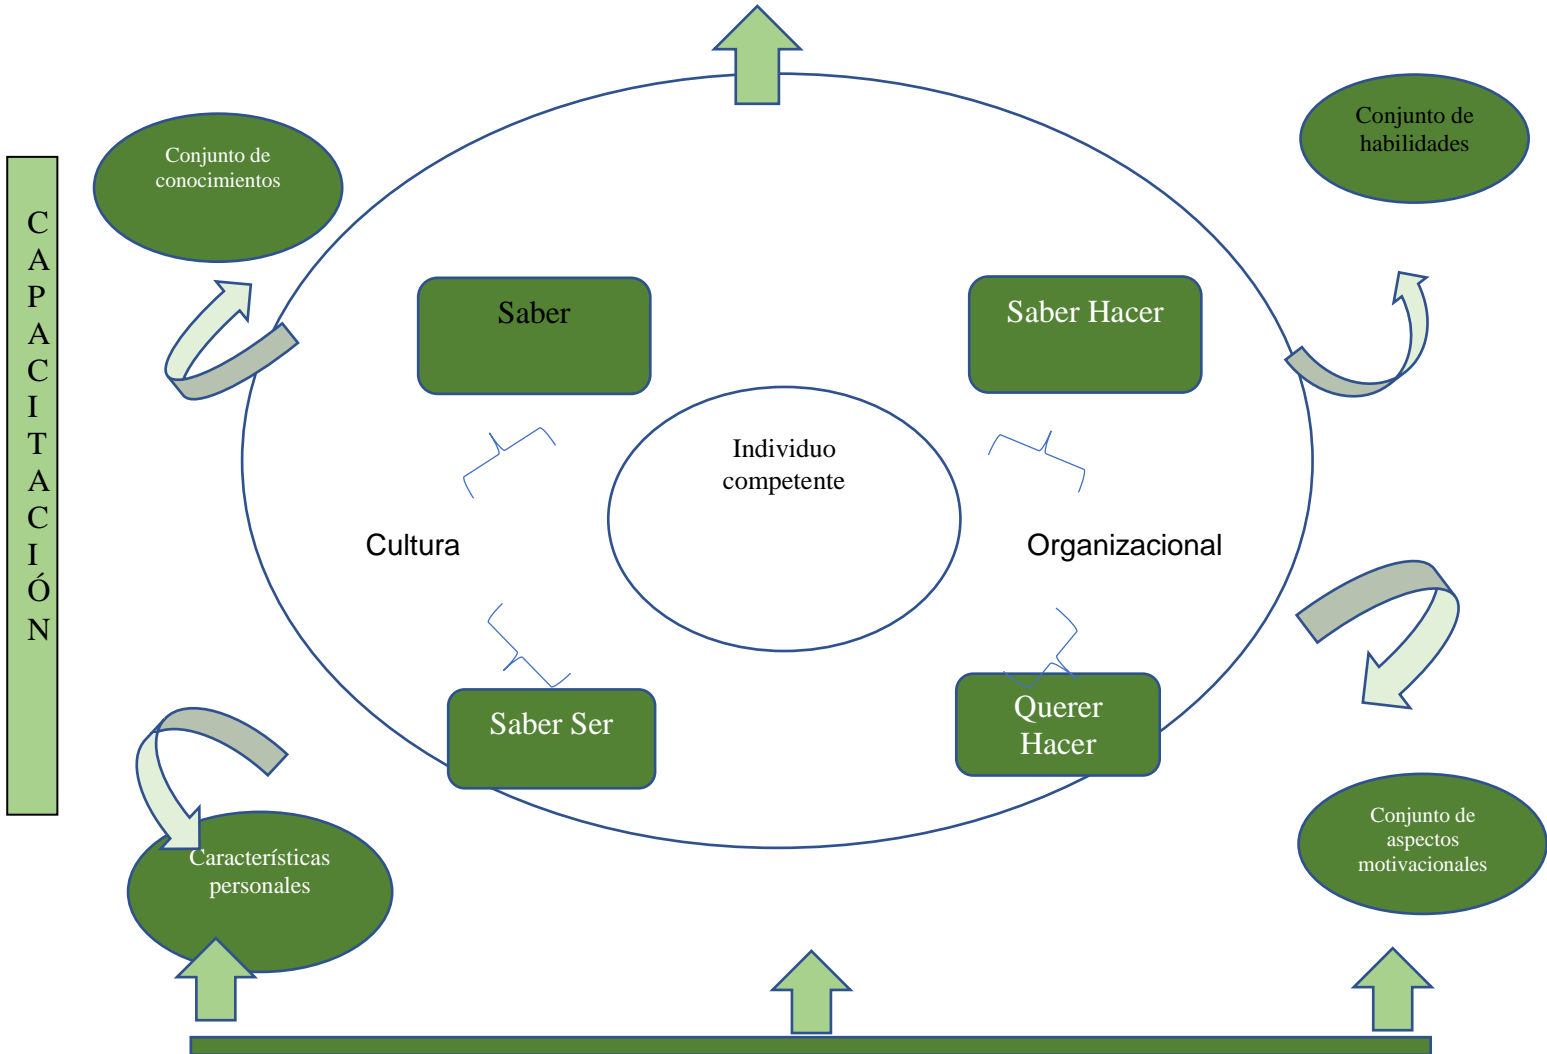 Conjunto de
conocimientos
Conjunto de
habilidades
C
A
P
A
C
I
T
A
C
I
Ó
N
Saber
Saber Hacer
Individuo
competente
Cultura
Organizacional
Saber Ser
Querer
Hacer
Características
personales
Conjunto de
aspectos
motivacionales